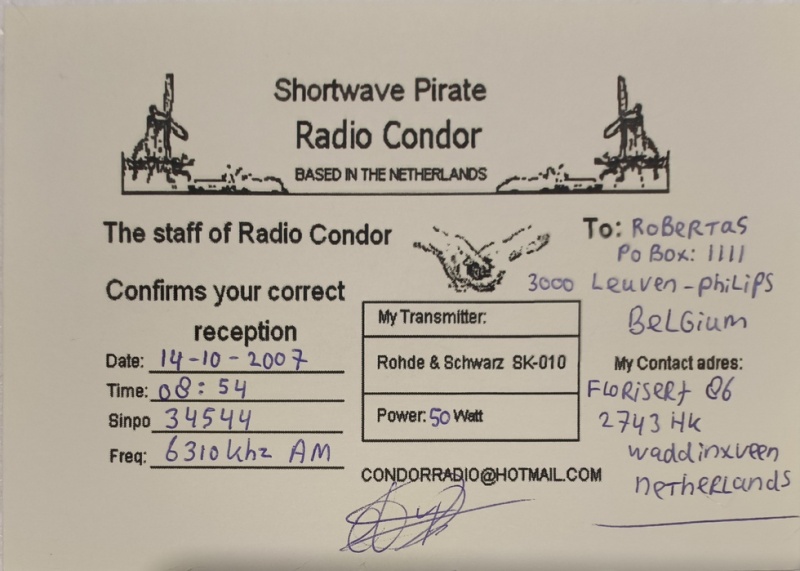 Shortwave Pirate
Radio Condor
BASED IN THE NETHERLANDS
The staff of Radio Condor
Confirms your correct
reception
Date: 14-10-2007
Time: 08:54
Sinpo 34544
Freq: 6310 khz AM
My Transmitter:
Rohde & Schwarz SK-010
Power: 50 Watt
CONDORRADIO@HOTMAIL.COM
To: RoBeRTaS
Po Box: 1111
3000 Leuven-PhiLiPS
BeLGium
My Contact adres:
FLORiSeRf 86
2743 HK
waddinxveen
neTHeRLands